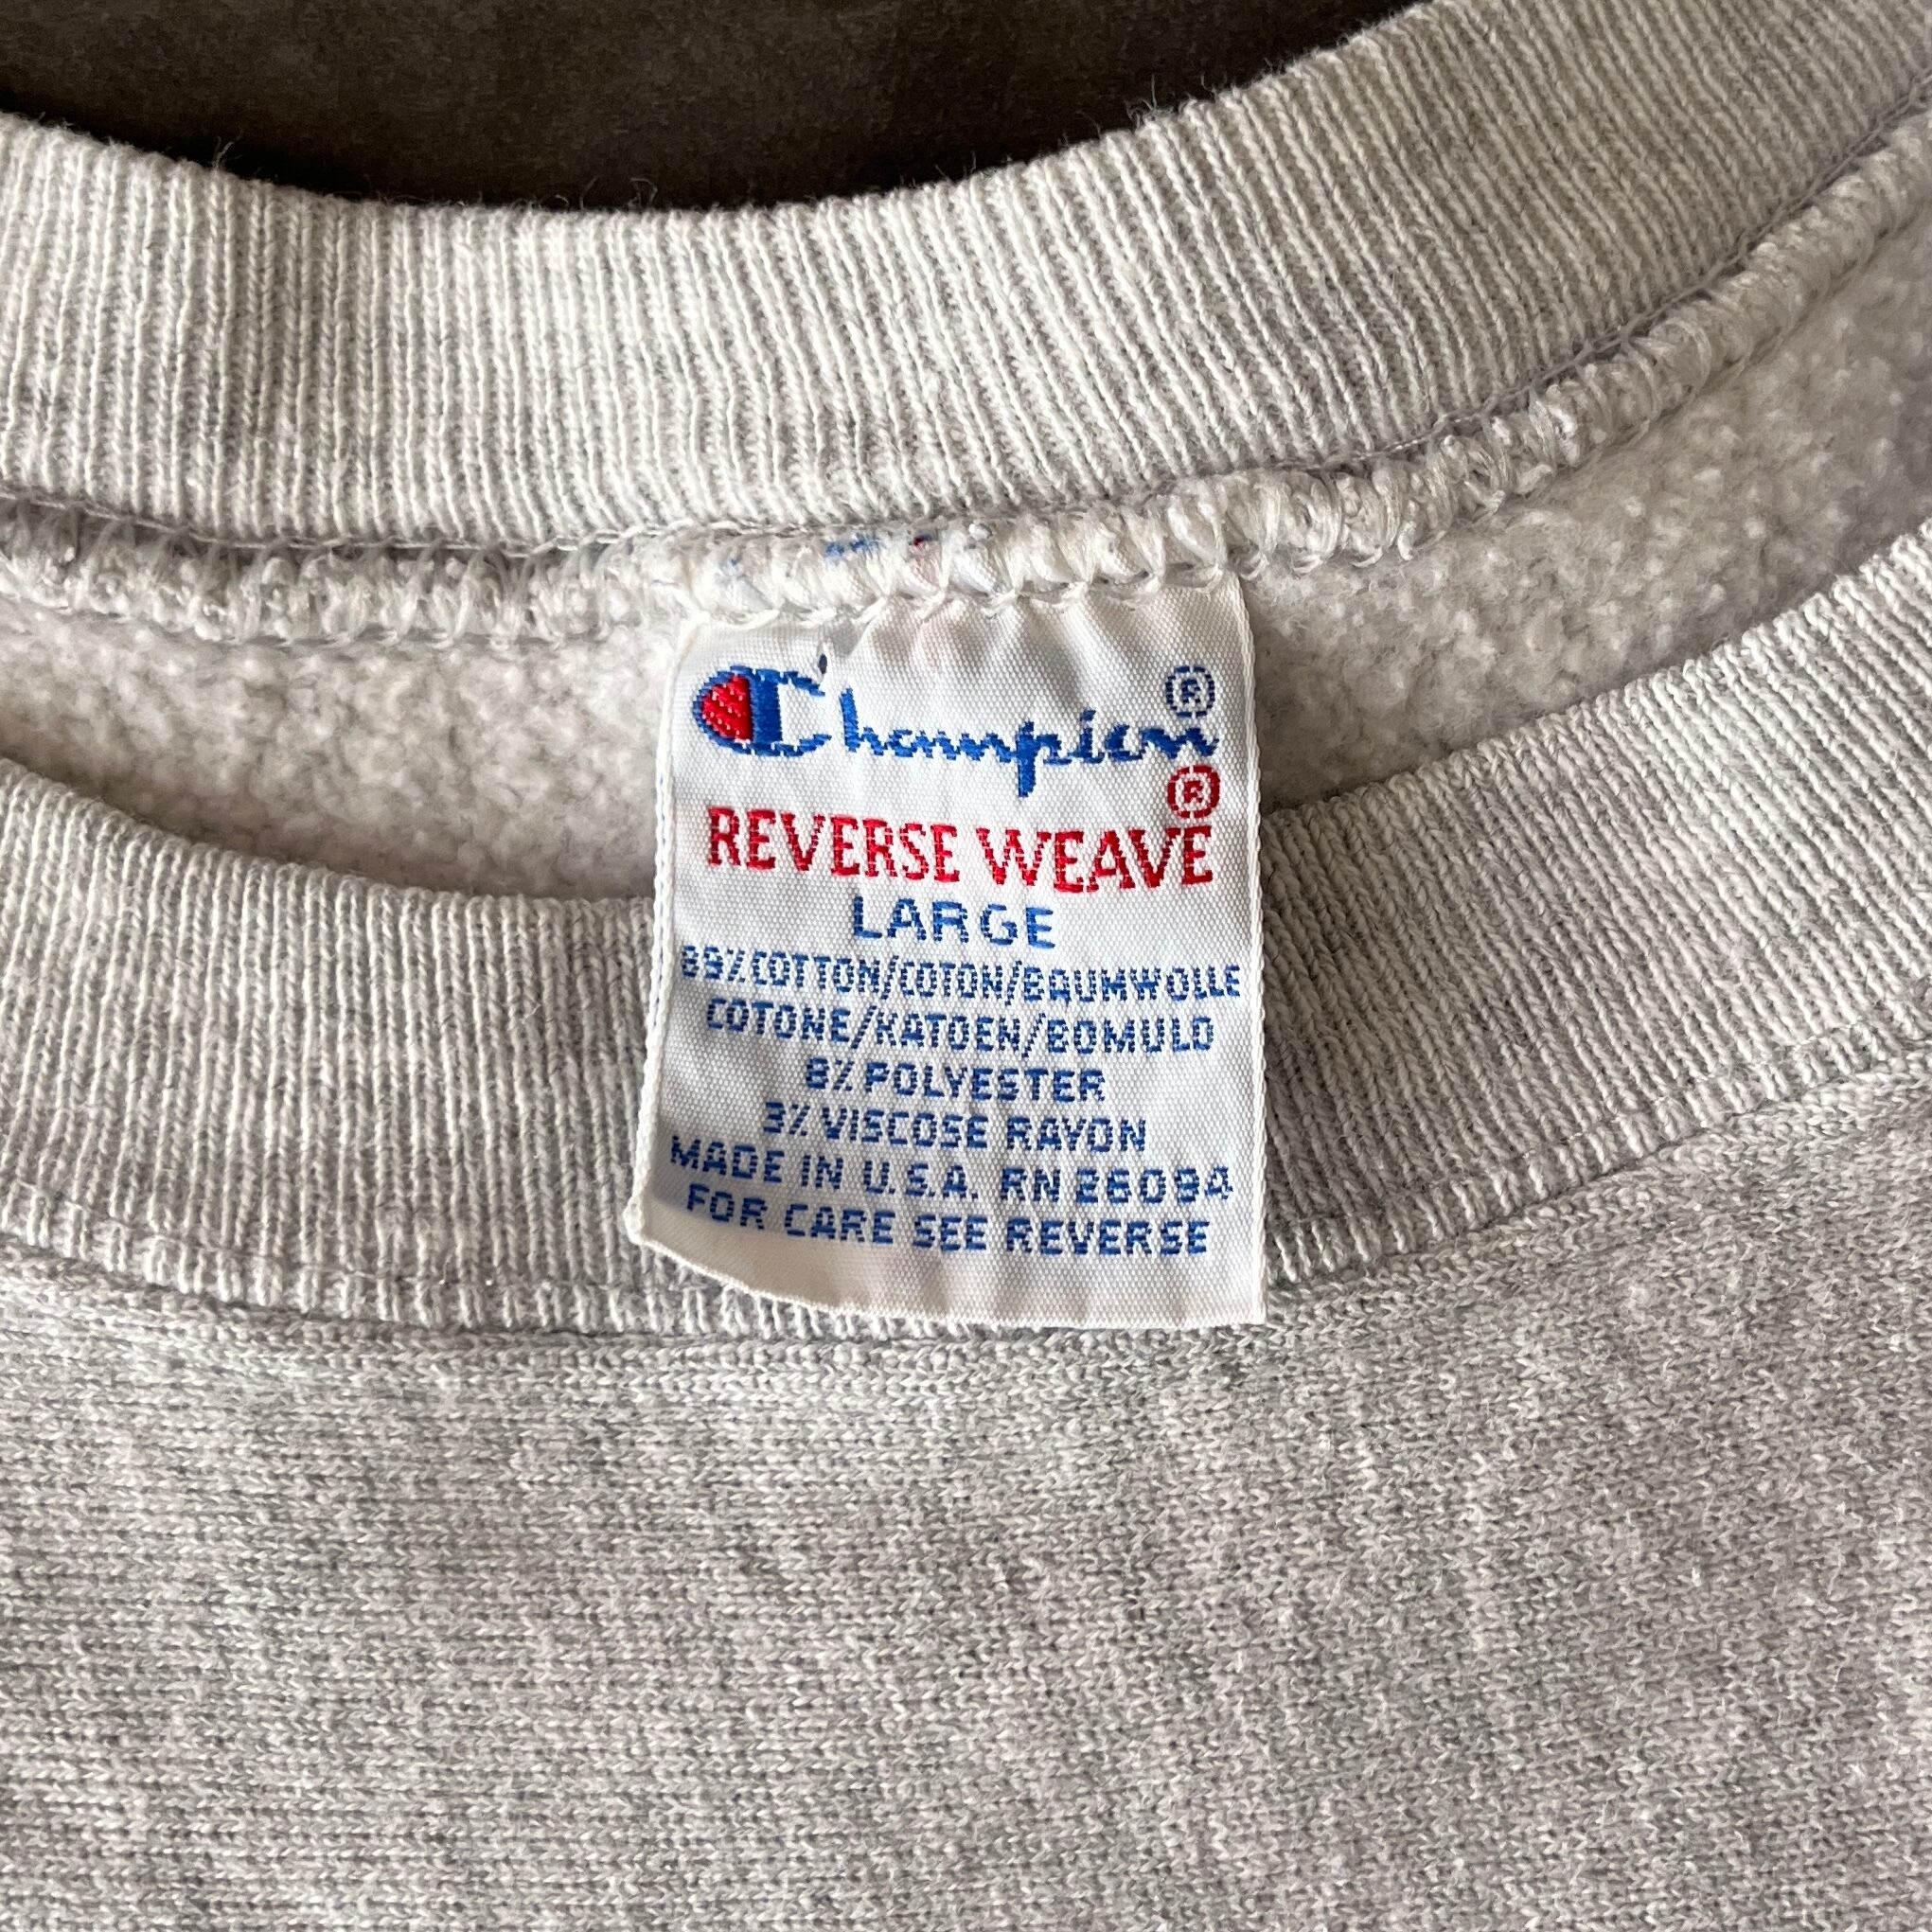 Champion®
REVERSE WEAVE®
LARGE
89% COTTON/COTON/BAUMWOLLE
COTONE/KATOEN/BOMULD
8% POLYESTER
3% VISCOSE RAYON
MADE IN U.S.A. RN 26094
FOR CARE SEE REVERSE